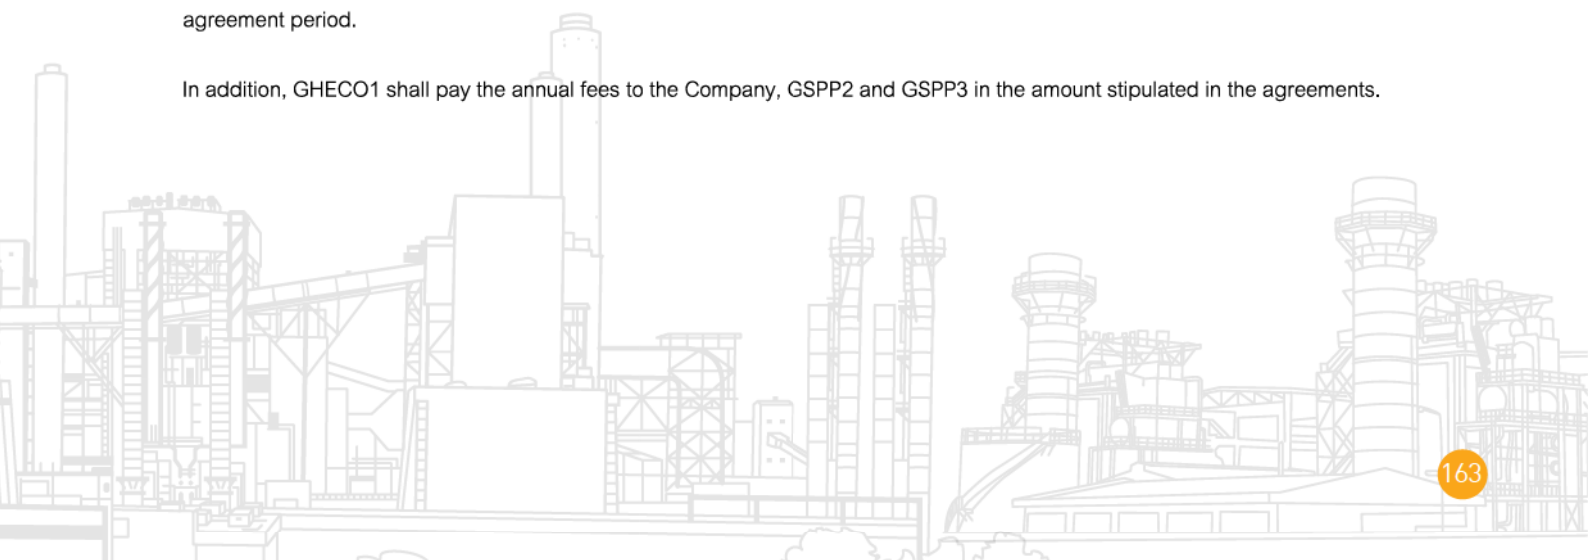 agreement period.
In addition, GHECO1 shall pay the annual fees to the Company, GSPP2 and GSPP3 in the amount stipulated in the agreements.
163